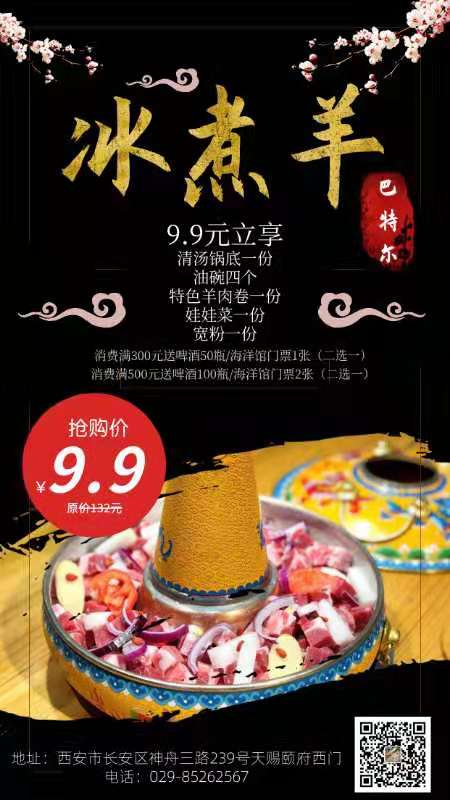 冰煮羊
巴特尔
9.9元立享
清汤锅底一份
油碗四个
特色羊肉卷一份
娃娃菜一份
宽粉一份
消费满300元送啤酒50瓶/海洋馆门票1张（二选一）
消费满500元送啤酒100瓶/海洋馆门票2张（二选一）
抢购价
¥9.9
原价132元
地址：西安市长安区神舟三路239号天赐颐府西门
电话：029-85262567